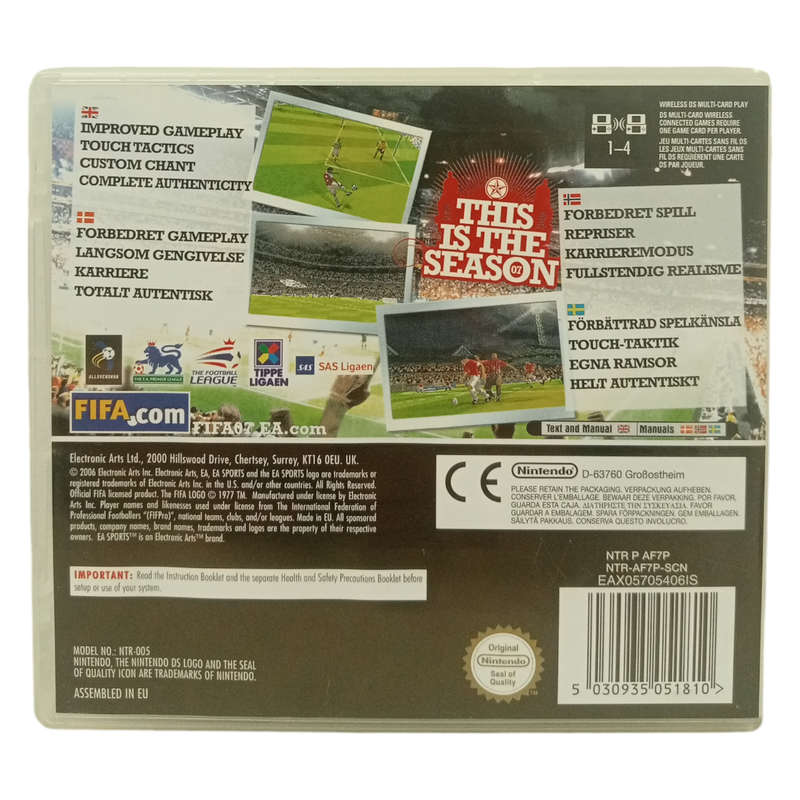 IMPROVED GAMEPLAY
TOUCH TACTICS
CUSTOM CHANT
COMPLETE AUTHENTICITY
FORBEDRET GAMEPLAY
LANGSOM GENGIVELSE
KARRIERE
TOTALT AUTENTISK
THIS
IS THE
SEASON
07
WIRELESS DS MULTI-CARD PLAY
DS MULTI-CARD WIRELESS
CONNECTED GAMES REQUIRE
ONE GAME CARD PER PLAYER.
JEU MULTI-CARTES SANS FIL DS
LES JEUX MULTI-CARTES SANS
FIL DS REQUIERENT UNE CARTE
DS PAR JOUEUR.
1–4
FORBEDRET SPILL
REPRISER
KARRIEREMODUS
FULLSTENDIG REALISME
FÖRBÄTTRAD SPELKÄNSLA
TOUCH-TAKTIK
EGNA RAMSOR
HELT AUTENTISKT
ALLSVENSKAN
THE F.A. PREMIER LEAGUE
THE FOOTBALL
LEAGUE
TIPPE
LIGAEN
SAS SAS Ligaen
FIFA.com
FIFA07.EA.com
Text and Manual Manuals
Electronic Arts Ltd., 2000 Hillswood Drive, Chertsey, Surrey, KT16 0EU. UK.
© 2006 Electronic Arts Inc. Electronic Arts, EA, EA SPORTS and the EA SPORTS logo are trademarks or
registered trademarks of Electronic Arts Inc. in the U.S. and/or other countries. All Rights Reserved.
Official FIFA licensed product. The FIFA LOGO © 1977 TM. Manufactured under license by Electronic
Arts Inc. Player names and likenesses used under license from The International Federation of
Professional Footballers ("FIFPro"), national teams, clubs, and/or leagues. Made in EU. All sponsored
products, company names, brand names, trademarks and logos are the property of their respective
owners. EA SPORTS™ is an Electronic Arts™ brand.
CE
Nintendo D-63760 Großostheim
PLEASE RETAIN THE PACKAGING. VERPACKUNG AUFHEBEN.
CONSERVER L'EMBALLAGE. BEWAAR DEZE VERPAKKING. POR FAVOR,
GUARDA ESTA CAJA. ΔΙΑΤΗΡΗΣΤΕ ΤΗΝ ΣΥΣΚΕΥΑΣΙΑ. FAVOR
GUARDAR A EMBALAGEM. SPARA FÖRPACKNINGEN. GEM EMBALLAGEN.
SÄILYTÄ PAKKAUS. CONSERVA QUESTO INVOLUCRO.
NTR P AF7P
NTR-AF7P-SCN
EAX05705406IS
IMPORTANT: Read the Instruction Booklet and the separate Health and Safety Precautions Booklet before
setup or use of your system.
MODEL NO.: NTR-005
NINTENDO, THE NINTENDO DS LOGO AND THE SEAL
OF QUALITY ICON ARE TRADEMARKS OF NINTENDO.
ASSEMBLED IN EU
Original
Nintendo
Seal of
Quality
TM
5 030935 051810 >